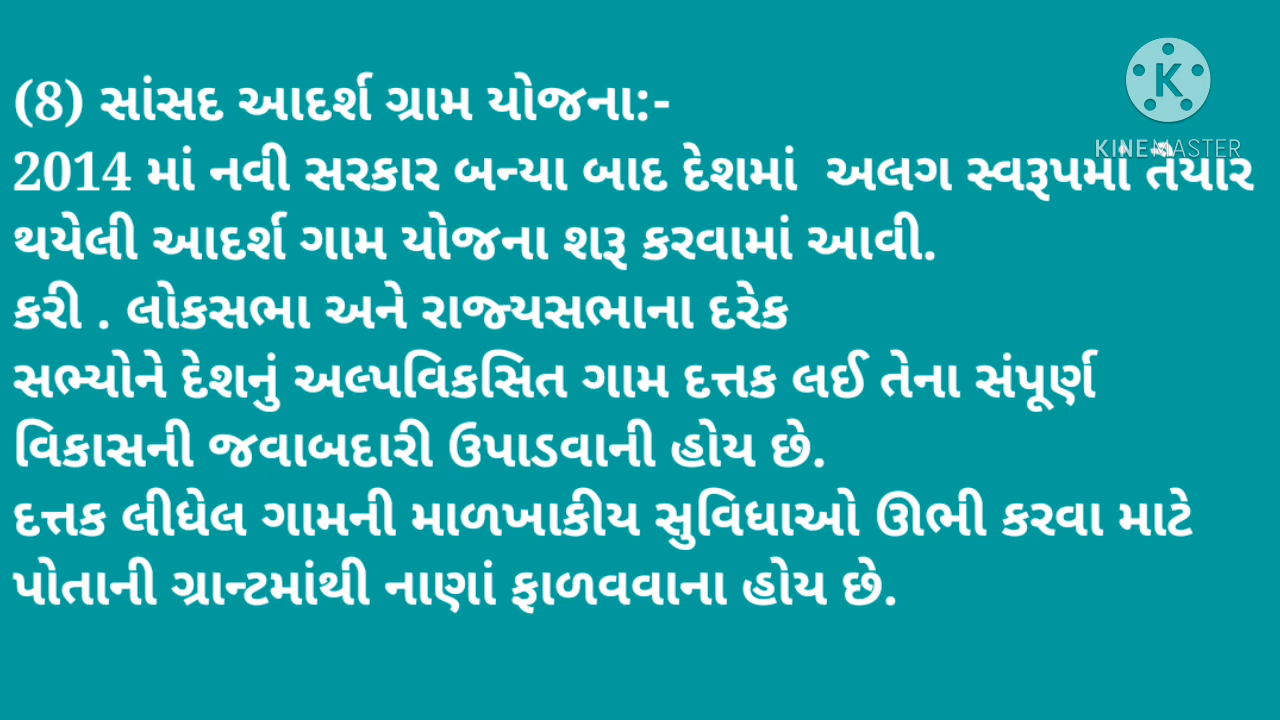 (8) સાંસદ આદર્શ ગ્રામ યોજના:-
KINEMASTER
2014 માં નવી સરકાર બન્યા બાદ દેશમાં અલગ સ્વરૂપમાં તૈયાર
થયેલી આદર્શ ગામ યોજના શરૂ કરવામાં આવી.
કરી . લોકસભા અને રાજ્યસભાના દરેક
સભ્યોને દેશનું અલ્પવિકસિત ગામ દત્તક લઈ તેના સંપૂર્ણ
વિકાસની જવાબદારી ઉપાડવાની હોય છે.
દત્તક લીધેલ ગામની માળખાકીય સુવિધાઓ ઊભી કરવા માટે
પોતાની ગ્રાન્ટમાંથી નાણાં ફાળવવાના હોય છે.